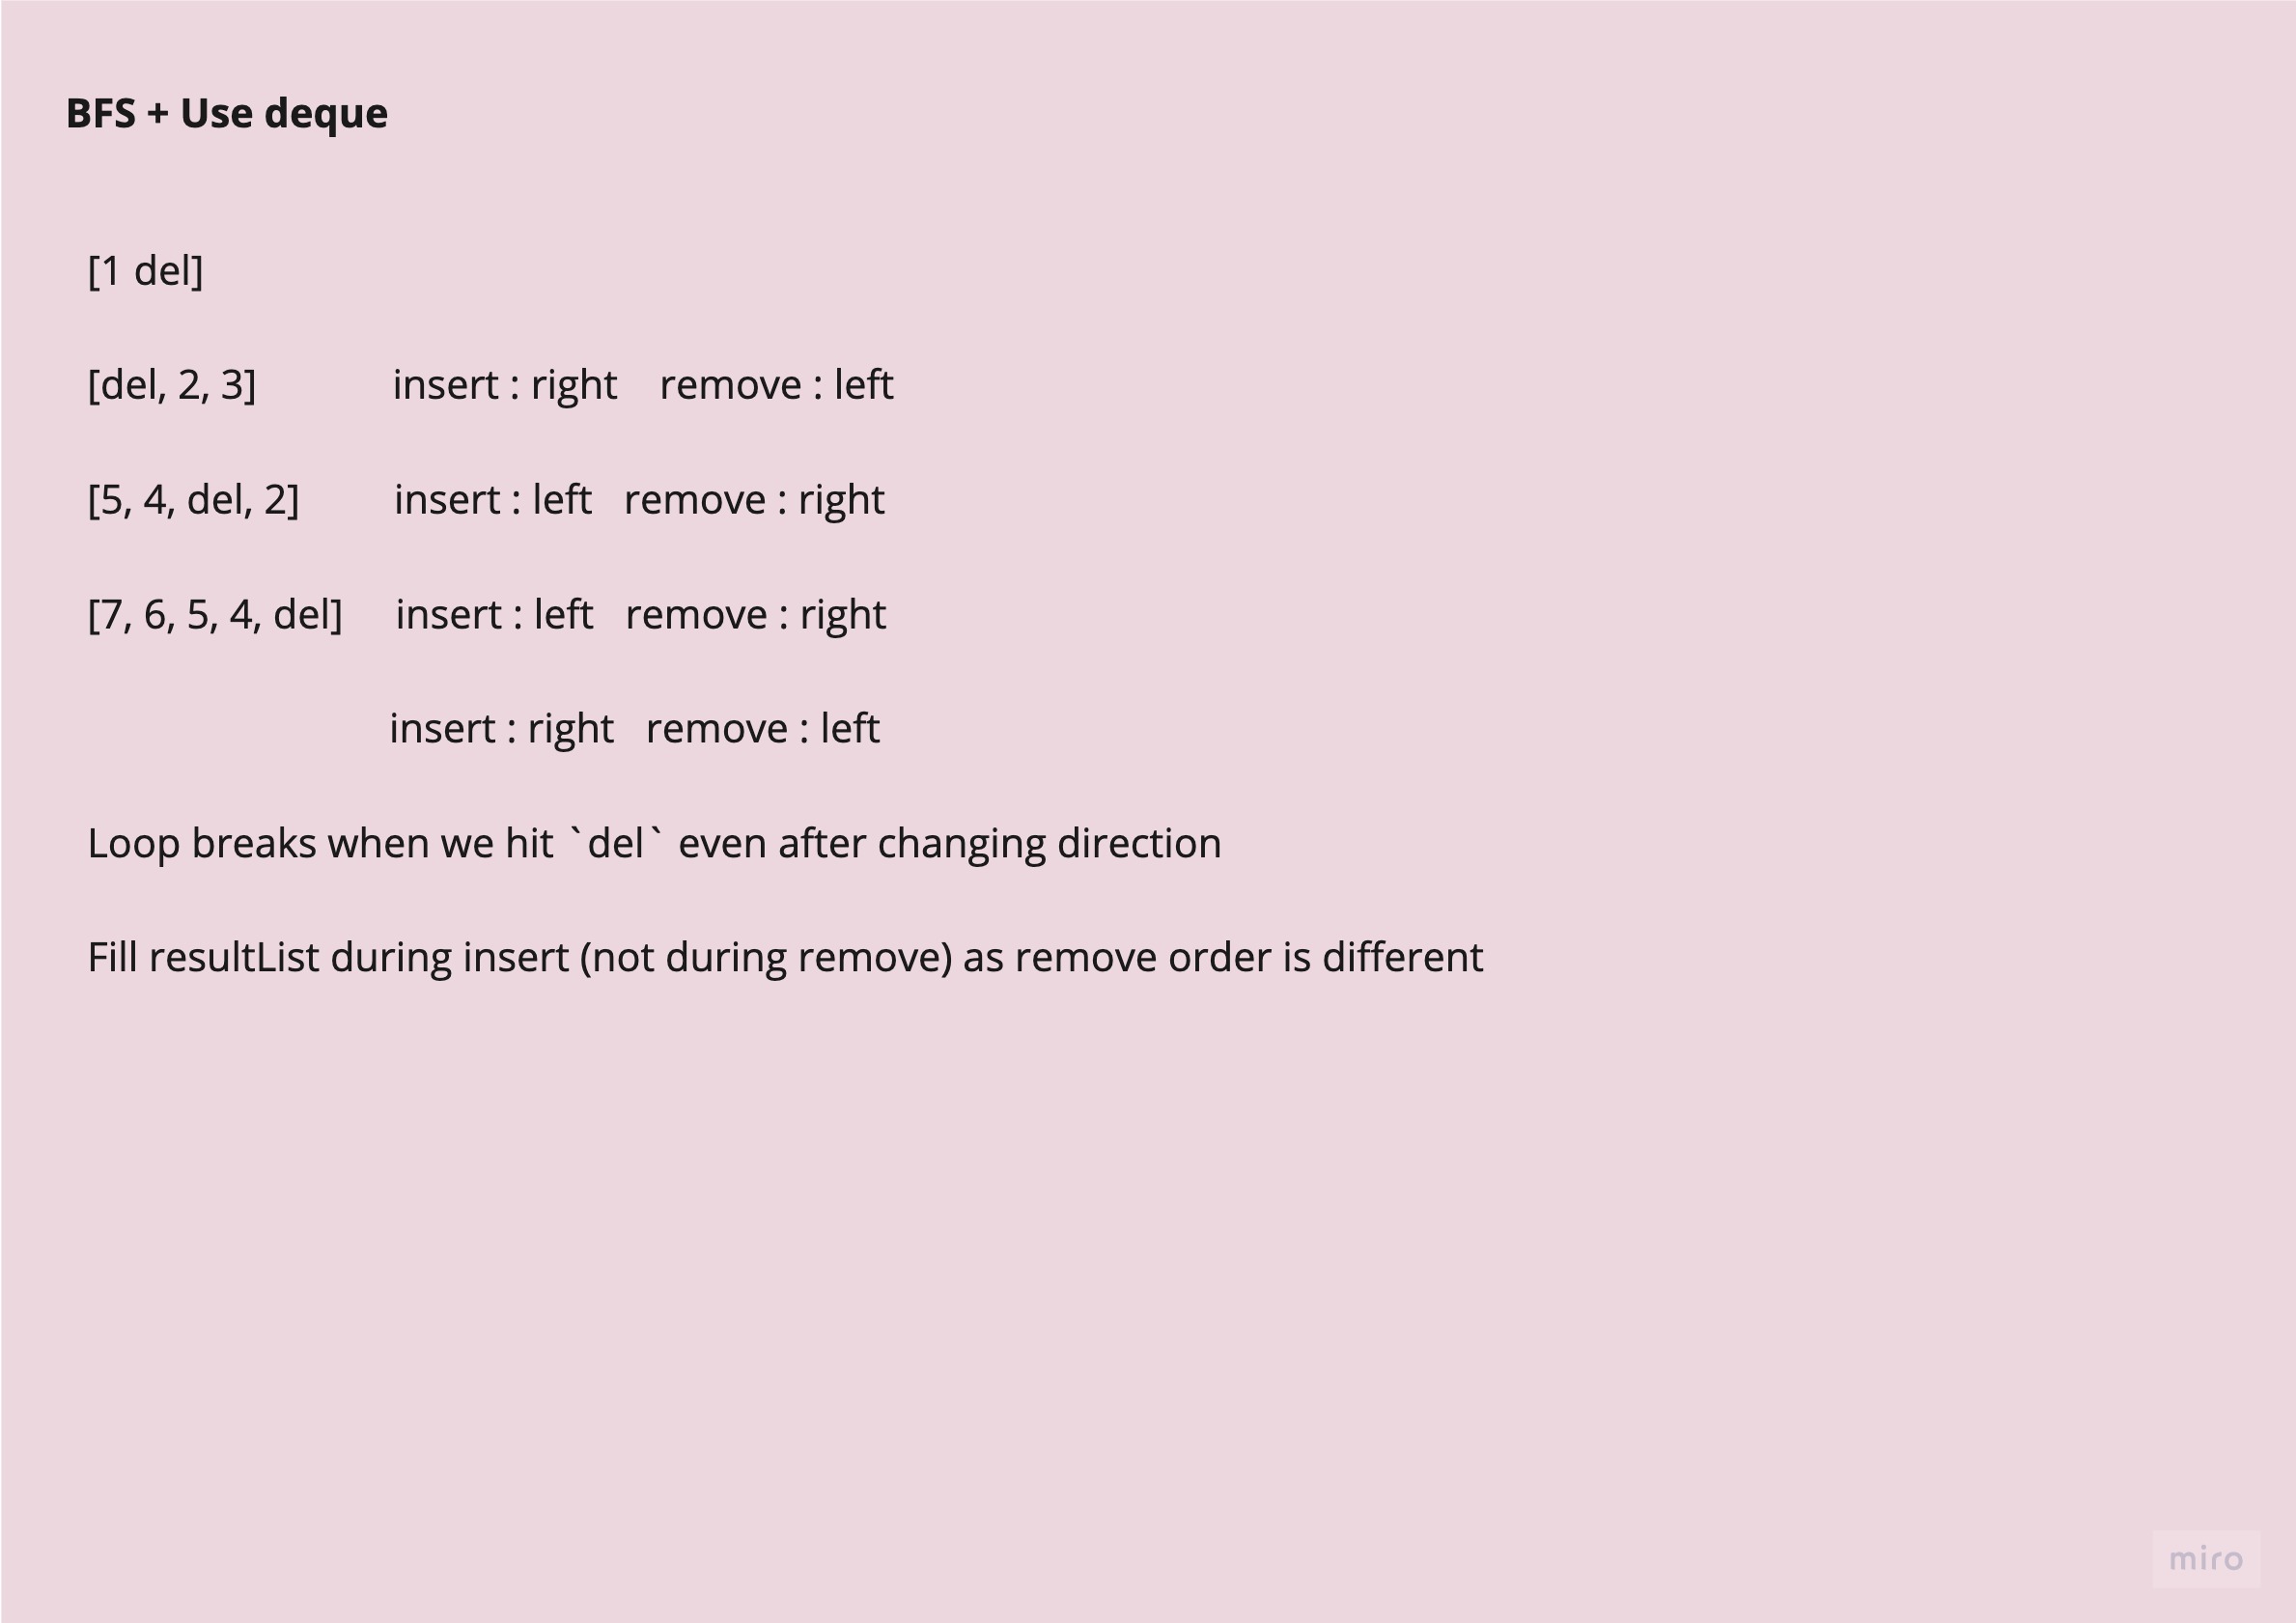 BFS + Use deque
[1 del]
[del, 2, 3] insert : right remove : left
[5, 4, del, 2] insert : left remove : right
[7, 6, 5, 4, del] insert : left remove : right
insert : right remove : left
Loop breaks when we hit `del` even after changing direction
Fill resultList during insert (not during remove) as remove order is different
miro